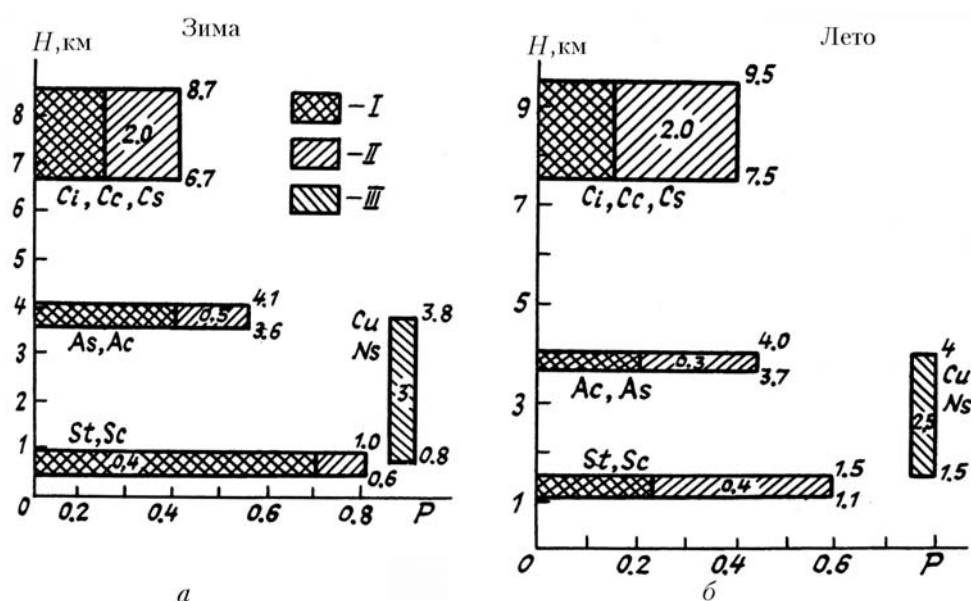 Зима
H, км
8
7
6
5
4
3
2
1
0
0.2
0.4
0.6
0.8
P
8.7
2.0
6.7
Ci, Cc, Cs
4.1
0.5
3.6
As, Ac
Cu
Ns
3.8
3
0.8
St, Sc
1.0
0.4
0.6
– I
– II
– III
а
Лето
H, км
9
7
5
3
1
0
0.2
0.4
0.6
P
9.5
2.0
7.5
Ci, Cc, Cs
4.0
0.3
3.7
Ac, As
4
Cu
Ns
2,5
1.5
St, Sc
1.5
0.4
1.1
б